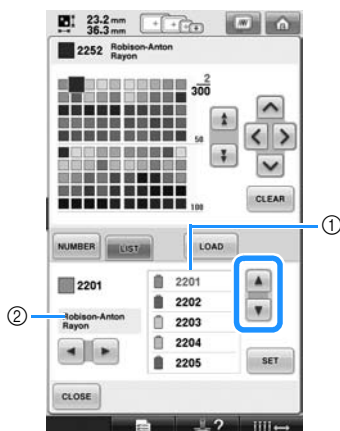 23.2 mm
36.3 mm
2252 Robison-Anton
Rayon
2
300
50
100
CLEAR
NUMBER LIST LOAD
①
2201
2201
2202
② Robison-Anton
Rayon
2203
2204
2205
SET
CLOSE
?